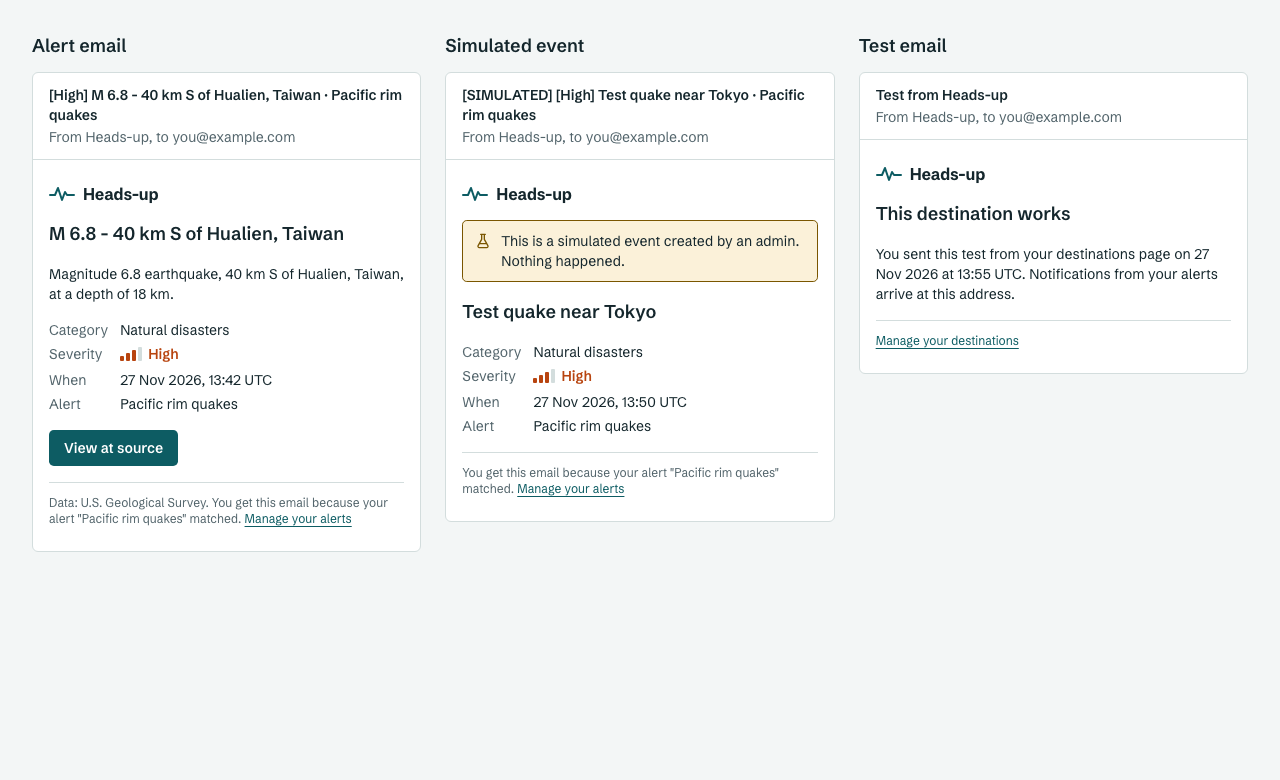 Alert email
[High] M 6.8 - 40 km S of Hualien, Taiwan · Pacific rim
quakes
From Heads-up, to you@example.com
Heads-up
M 6.8 - 40 km S of Hualien, Taiwan
Magnitude 6.8 earthquake, 40 km S of Hualien, Taiwan,
at a depth of 18 km.
Category Natural disasters
Severity High
When 27 Nov 2026, 13:42 UTC
Alert Pacific rim quakes
View at source
Data: U.S. Geological Survey. You get this email because your
alert "Pacific rim quakes" matched. Manage your alerts
Simulated event
[SIMULATED] [High] Test quake near Tokyo · Pacific
rim quakes
From Heads-up, to you@example.com
Heads-up
This is a simulated event created by an admin.
Nothing happened.
Test quake near Tokyo
Category Natural disasters
Severity High
When 27 Nov 2026, 13:50 UTC
Alert Pacific rim quakes
You get this email because your alert "Pacific rim quakes"
matched. Manage your alerts
Test email
Test from Heads-up
From Heads-up, to you@example.com
Heads-up
This destination works
You sent this test from your destinations page on 27
Nov 2026 at 13:55 UTC. Notifications from your alerts
arrive at this address.
Manage your destinations